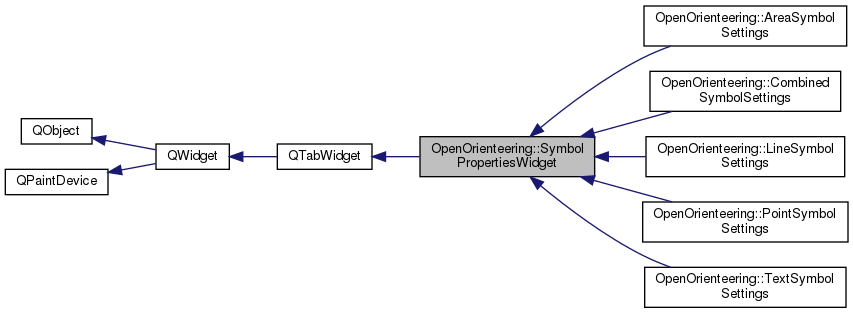 QObject
QPaintDevice
QWidget
QTabWidget
OpenOrienteering::Symbol
PropertiesWidget
OpenOrienteering::AreaSymbol
Settings
OpenOrienteering::Combined
SymbolSettings
OpenOrienteering::LineSymbol
Settings
OpenOrienteering::PointSymbol
Settings
OpenOrienteering::TextSymbol
Settings